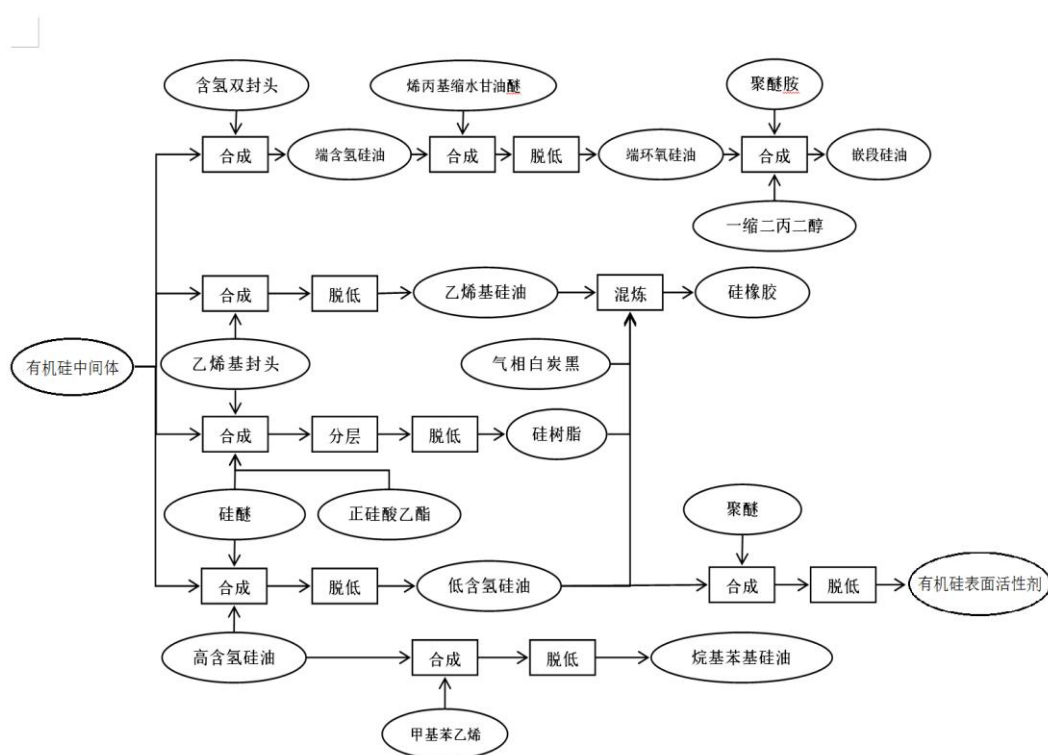 含氢双封头
烯丙基缩水甘油醚
聚醚胺
合成
端含氢硅油
合成
脱低
端环氧硅油
合成
嵌段硅油
一缩二丙二醇
合成
脱低
乙烯基硅油
混炼
硅橡胶
有机硅中间体
乙烯基封头
气相白炭黑
合成
分层
脱低
硅树脂
硅醚
正硅酸乙酯
聚醚
合成
脱低
低含氢硅油
合成
脱低
有机硅表面活性剂
高含氢硅油
合成
脱低
烷基苯基硅油
甲基苯乙烯